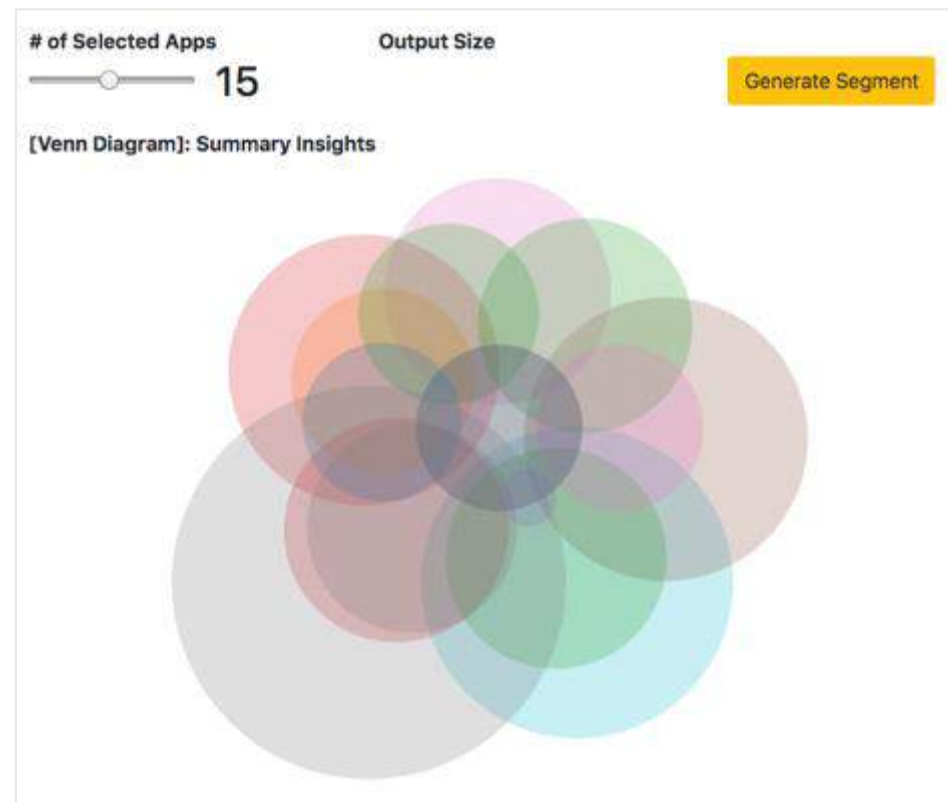 # of Selected Apps
Output Size
15
Generate Segment
[Venn Diagram]: Summary Insights